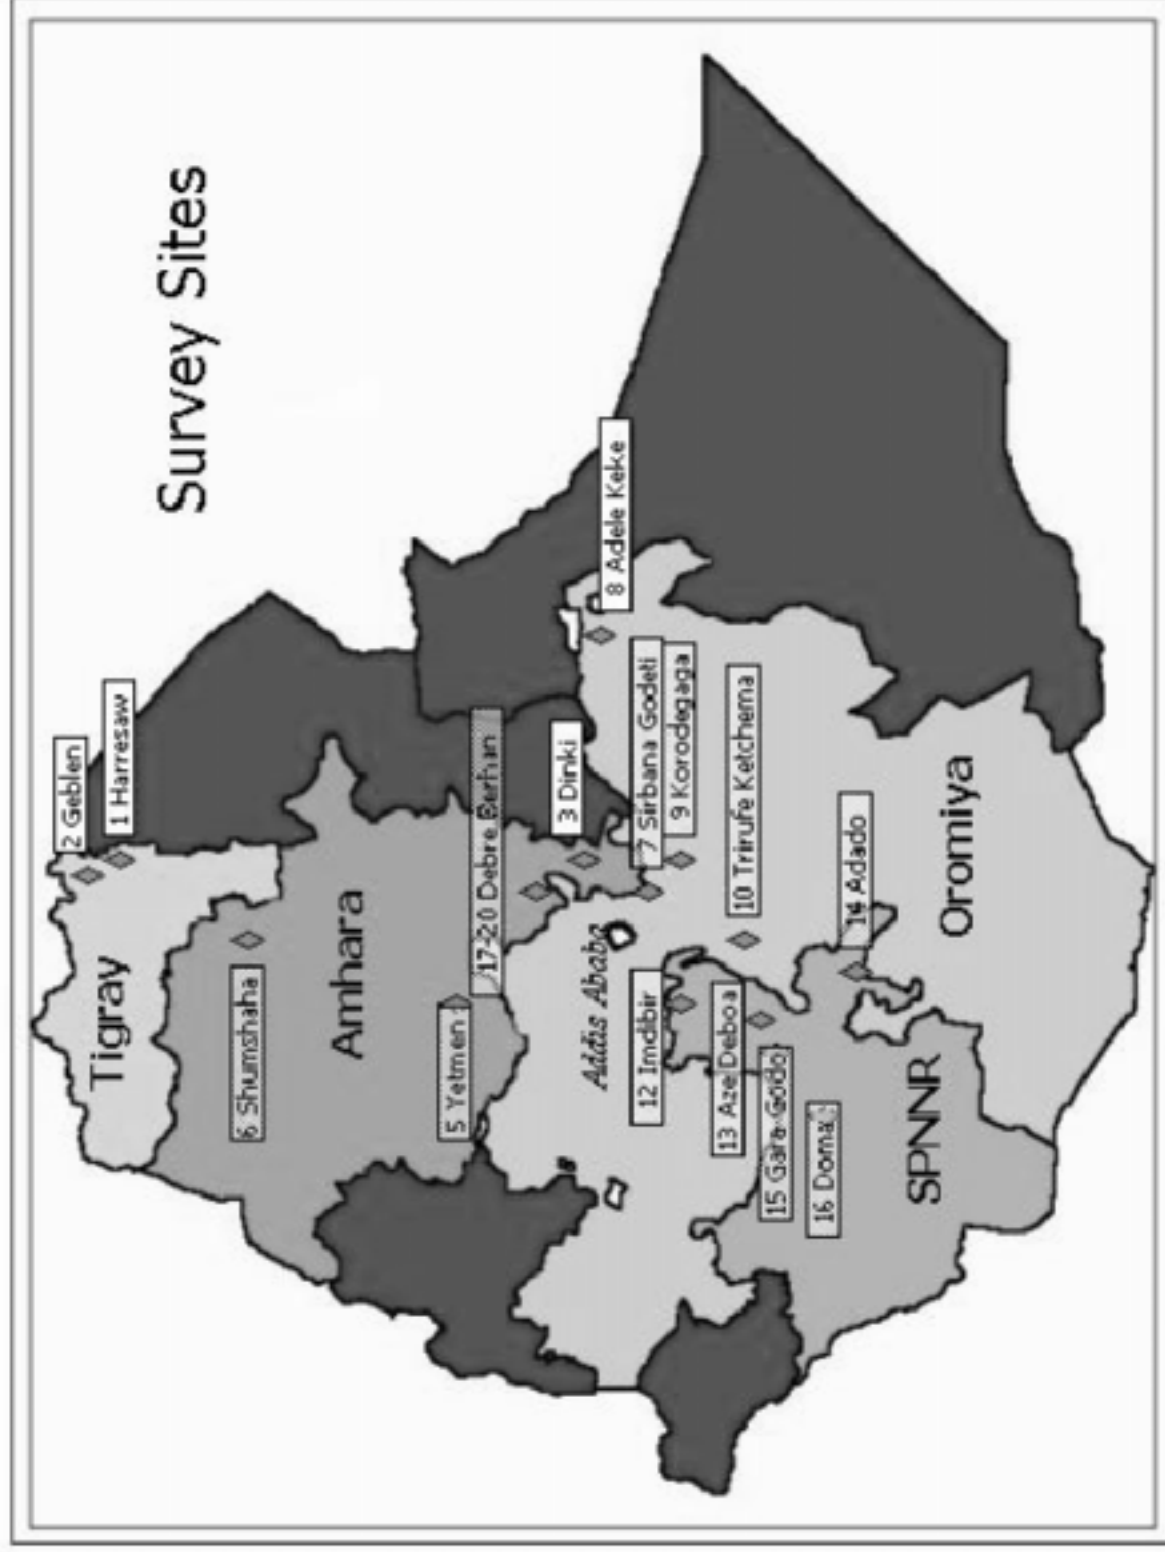 Survey Sites
2 Geblen
1 Harresaw
Tigray
6 Shumshaha
Amhara
5 Yetmen
17-20 Debre Berhan
3 Dinki
8 Adele Keke
Addis Ababa
7 Sirbana Godeti
9 Korodegaga
12 Imdibir
10 Trirufe Ketchema
13 Aze Deboa
15 Gara Godo
16 Doma
14 Adado
SPNNR
Oromiya